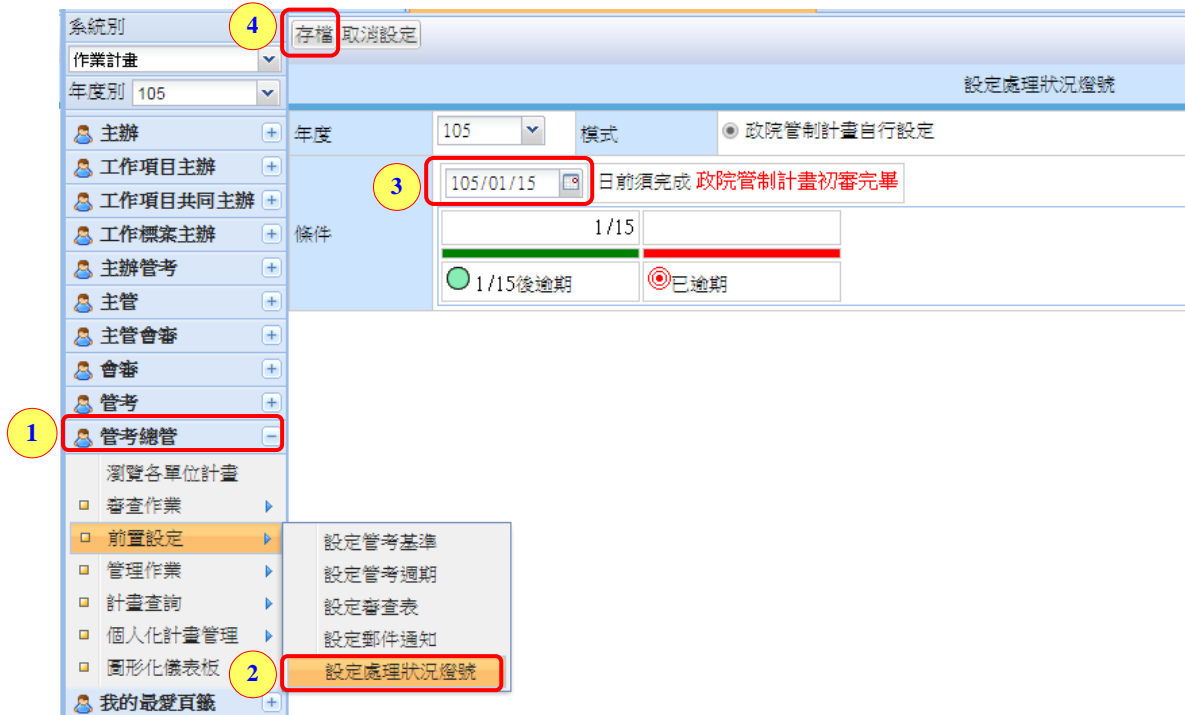 系統別
作業計畫
年度別 105
4
存檔 取消設定
設定處理狀況燈號
主辦
工作項目主辦
工作項目共同主辦
工作標案主辦
主辦管考
主管
主管會審
會審
管考
1
管考總管
瀏覽各單位計畫
審查作業
前置設定
管理作業
計畫查詢
個人化計畫管理
圖形化儀表板
我的最愛頁籤
設定管考基準
設定管考週期
設定審查表
設定郵件通知
2
設定處理狀況燈號
年度 105 模式 政院管制計畫自行設定
3
條件
105/01/15 日前須完成 政院管制計畫初審完畢
1/15
1/15後逾期 已逾期